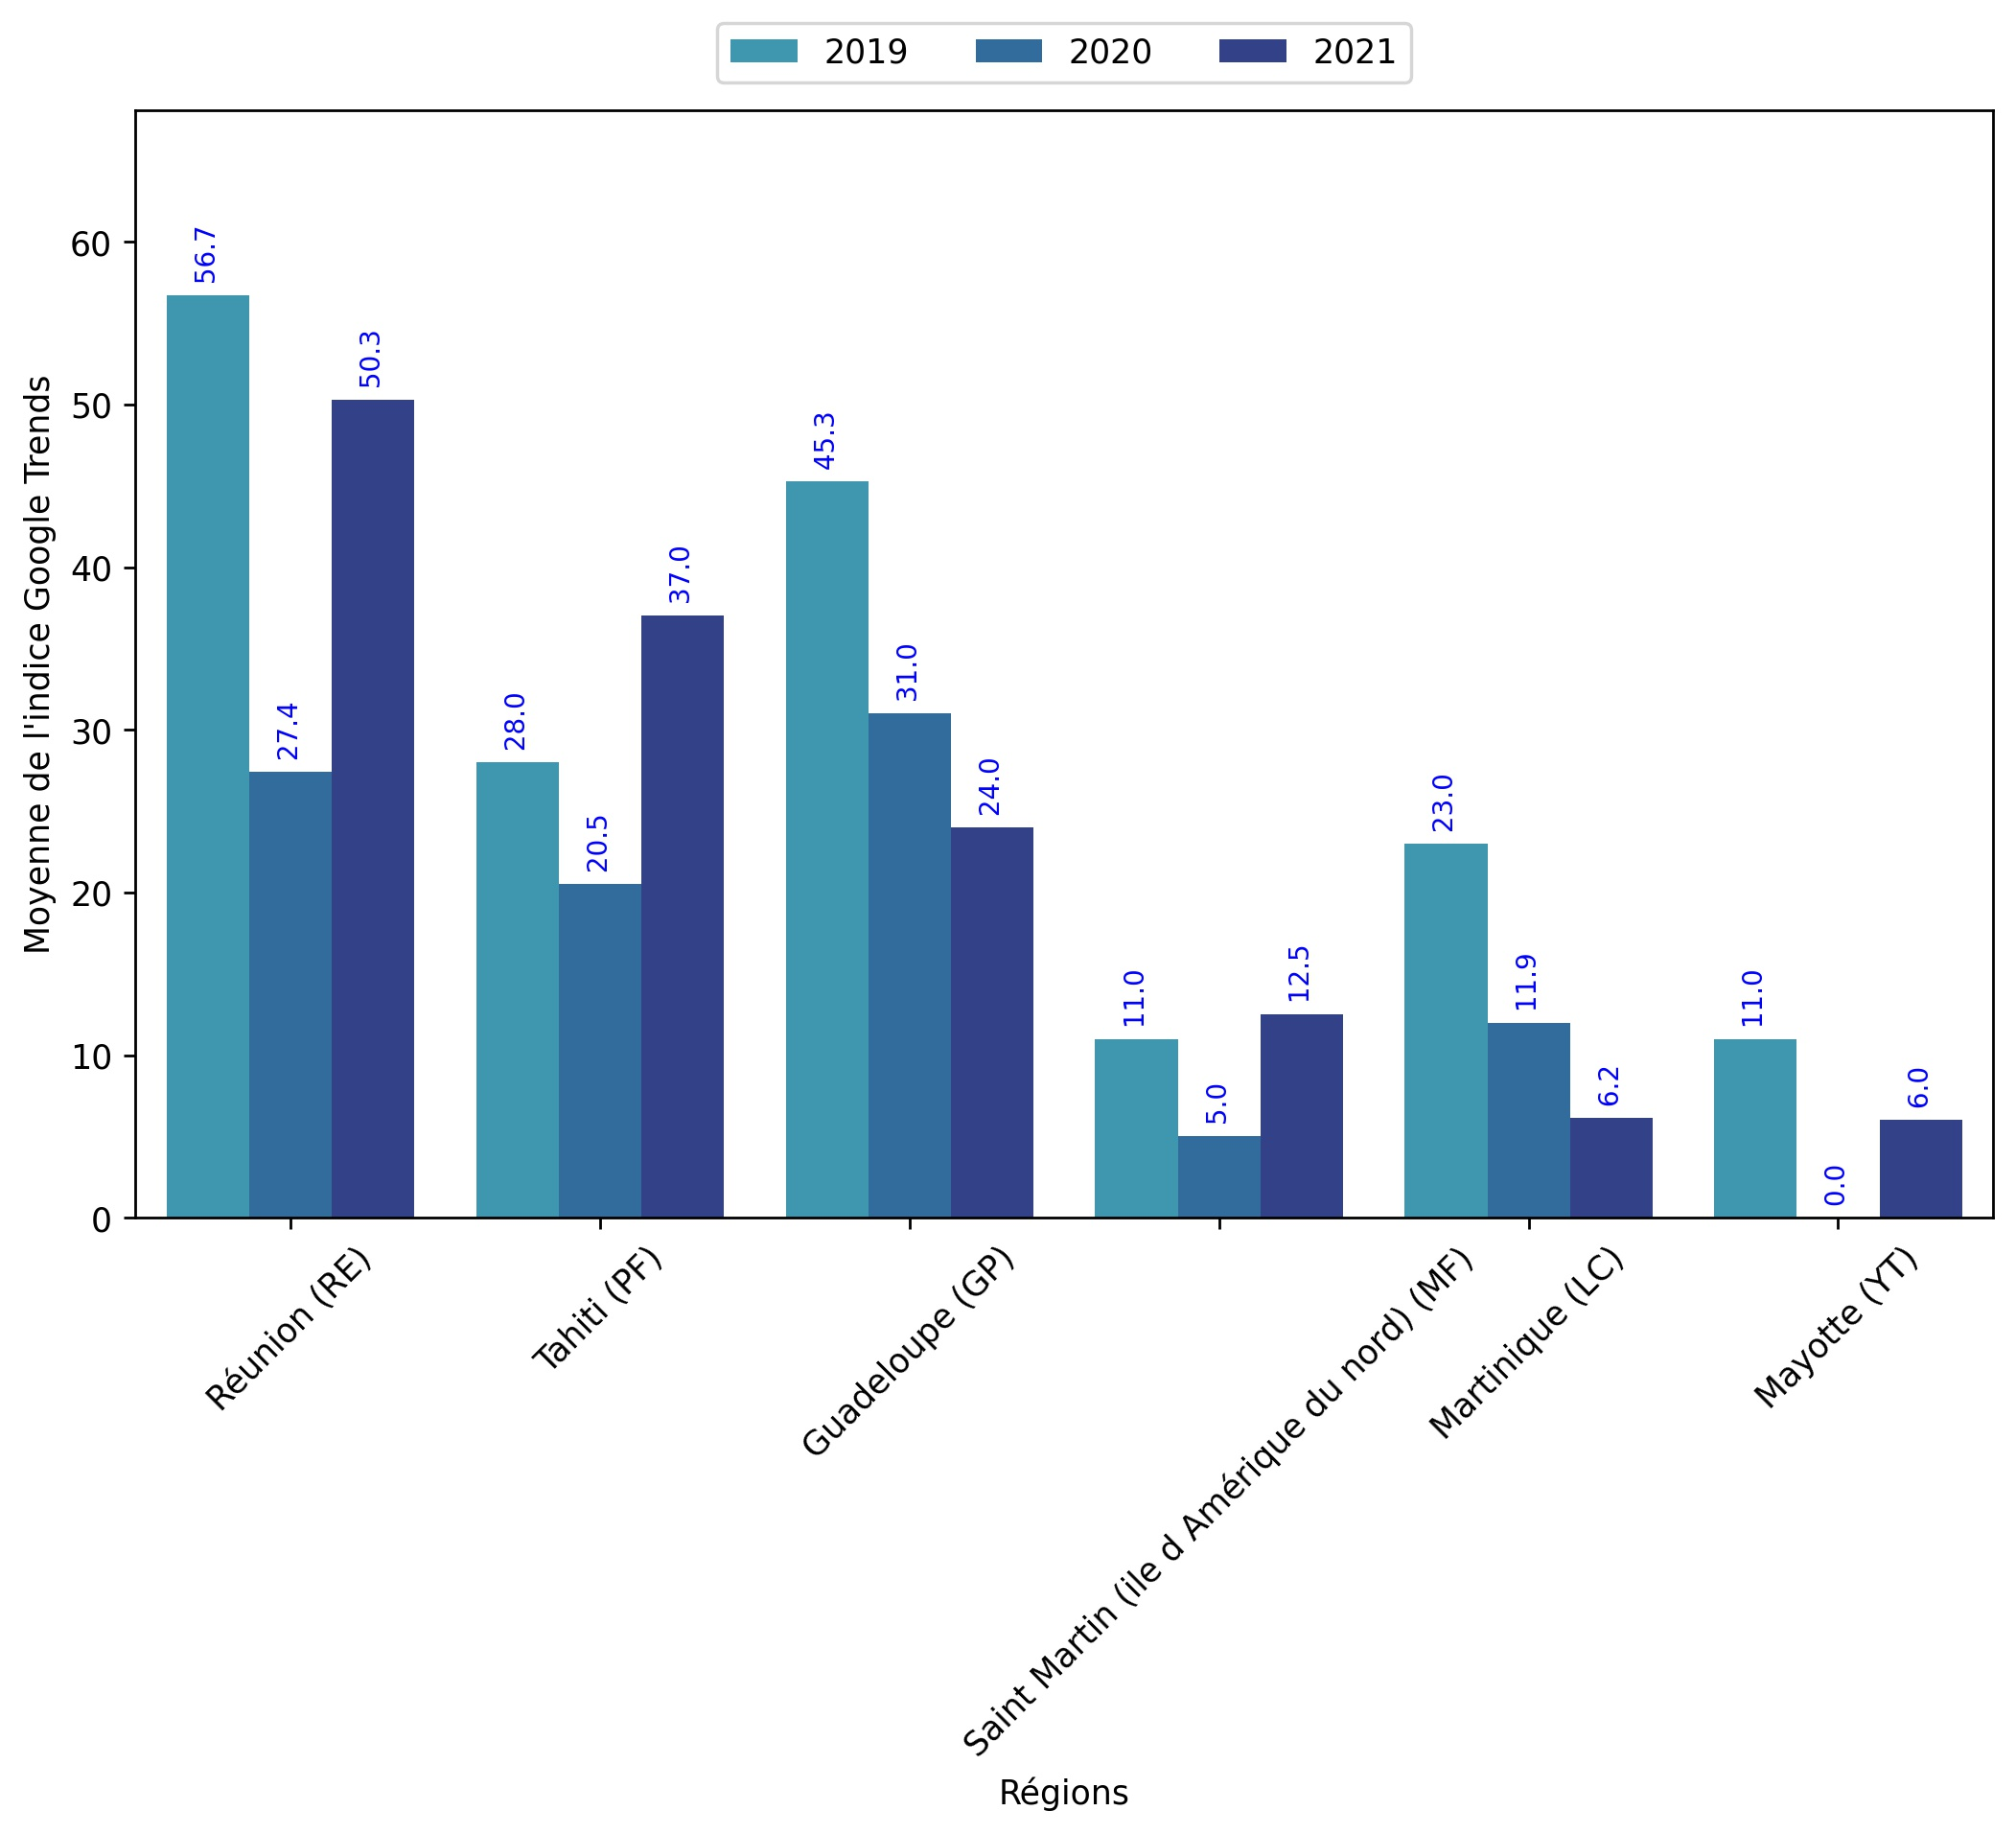 2019 2020 2021
Moyenne de l'indice Google Trends
60
50
40
30
20
10
0
56.7
27.4
50.3
28.0
20.5
37.0
45.3
31.0
24.0
11.0
5.0
12.5
23.0
11.9
6.2
11.0
0.0
6.0
Réunion (RE)
Tahiti (PF)
Guadeloupe (GP)
Saint Martin (ile d Amérique du nord) (MF)
Martinique (LC)
Mayotte (YT)
Régions